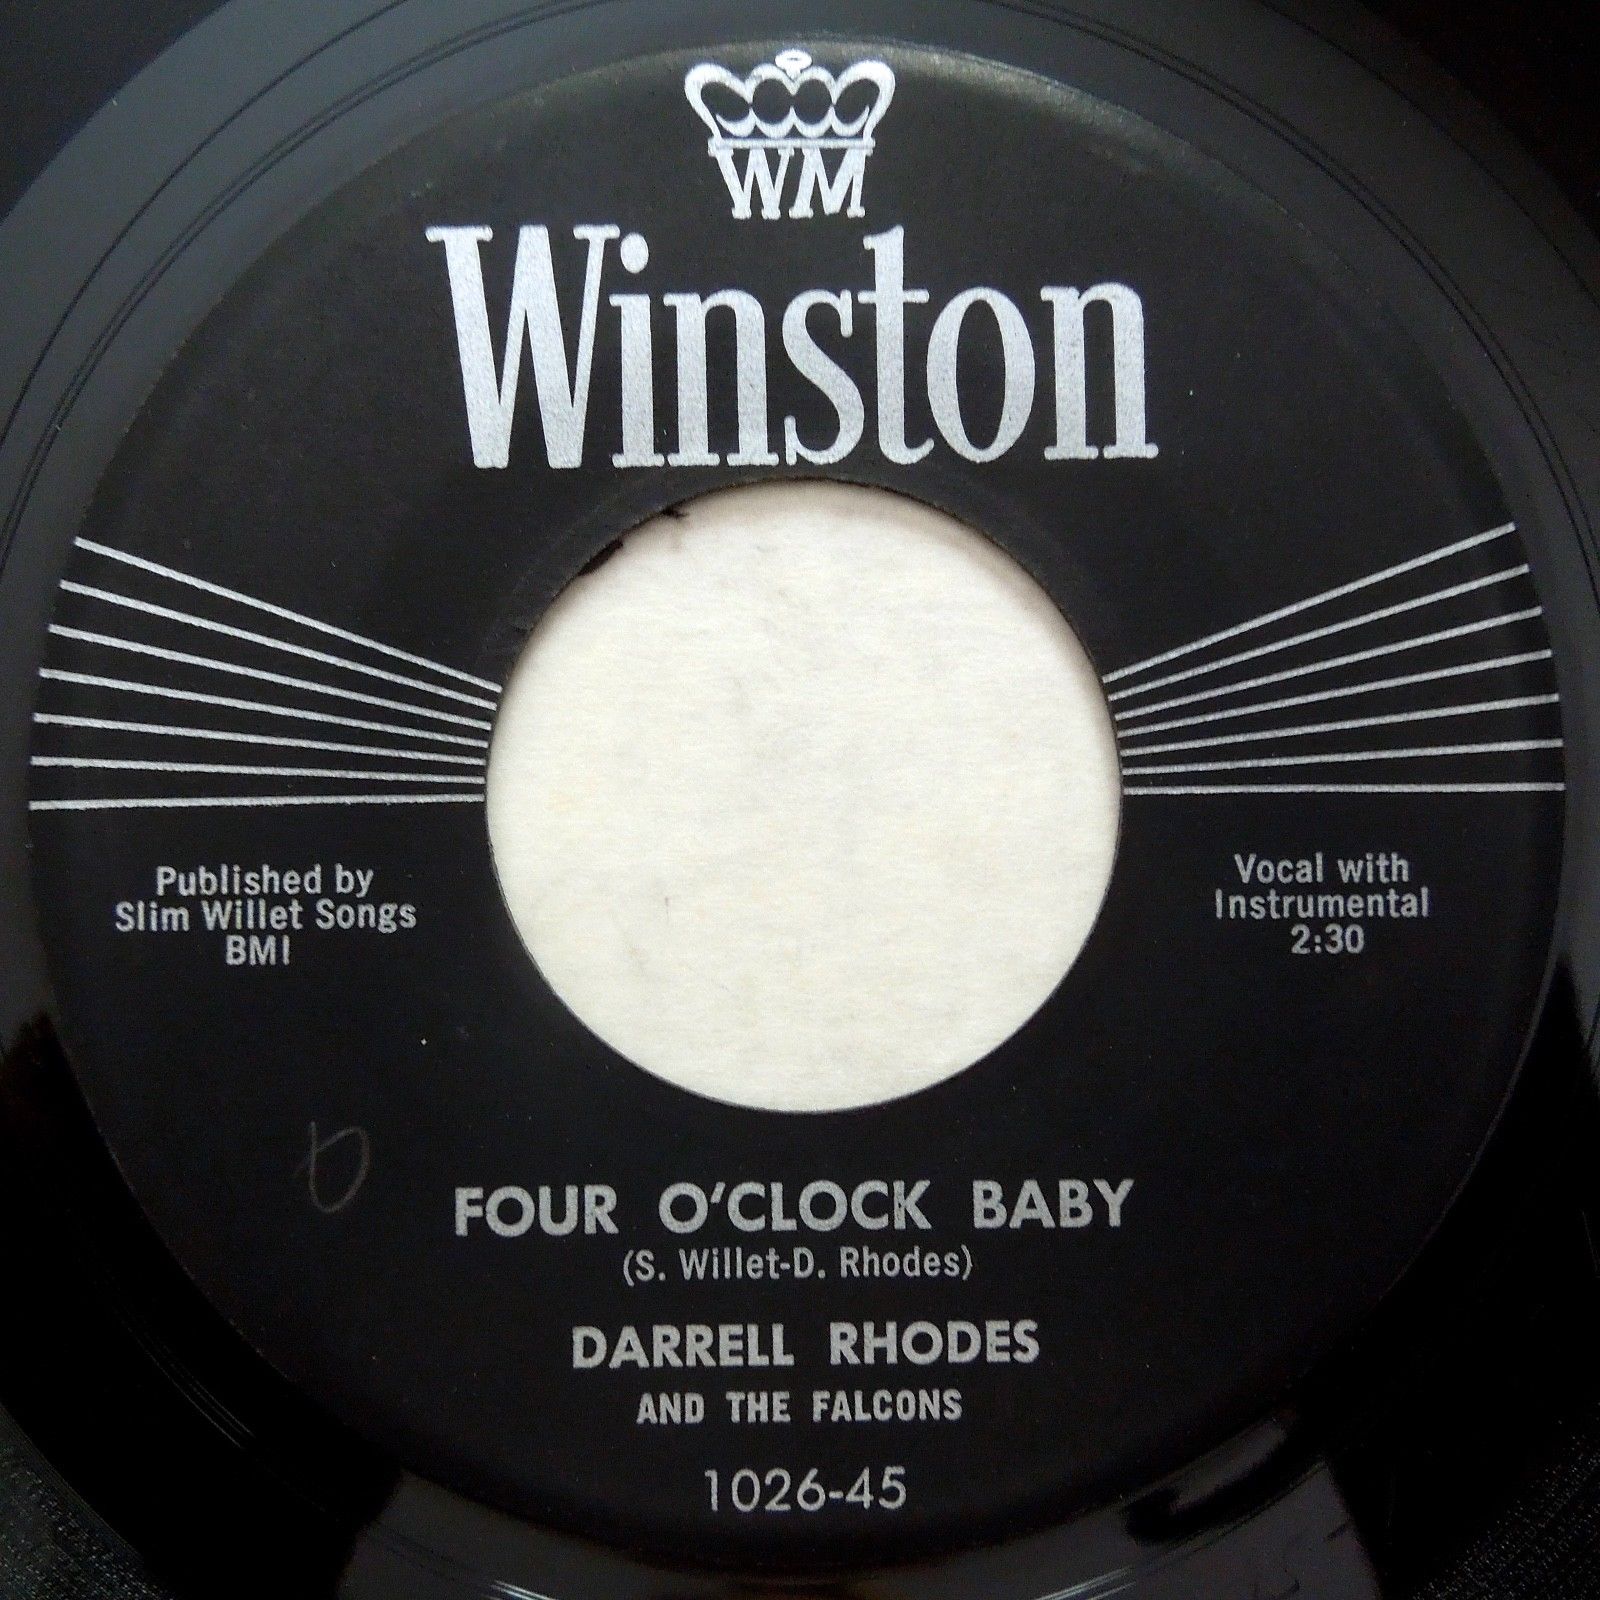 WM
Winston
Published by
Slim Willet Songs
BMI
Vocal with
Instrumental
2:30
FOUR O'CLOCK BABY
(S. Willet-D. Rhodes)
DARRELL RHODES
AND THE FALCONS
1026-45